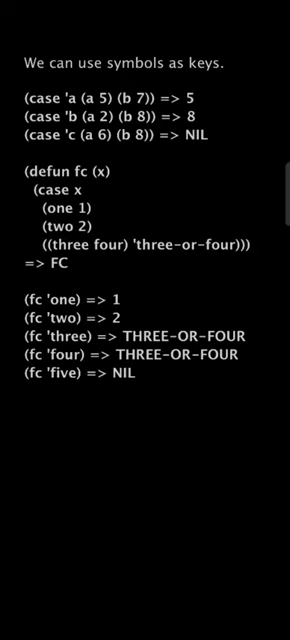 We can use symbols as keys.
(case 'a (a 5) (b 7)) => 5
(case 'b (a 2) (b 8)) => 8
(case 'c (a 6) (b 8)) => NIL
(defun fc (x)
(case x
(one 1)
(two 2)
((three four) 'three-or-four)))
=> FC
(fc 'one) => 1
(fc 'two) => 2
(fc 'three) => THREE-OR-FOUR
(fc 'four) => THREE-OR-FOUR
(fc 'five) => NIL